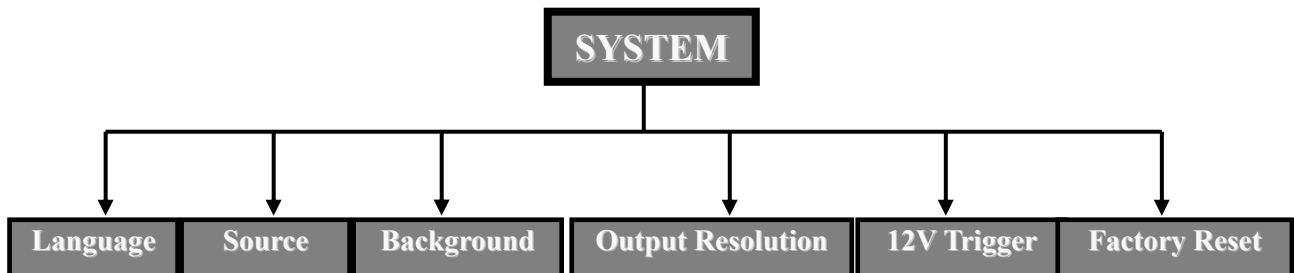 SYSTEM
Language
Source
Background
Output Resolution
12V Trigger
Factory Reset